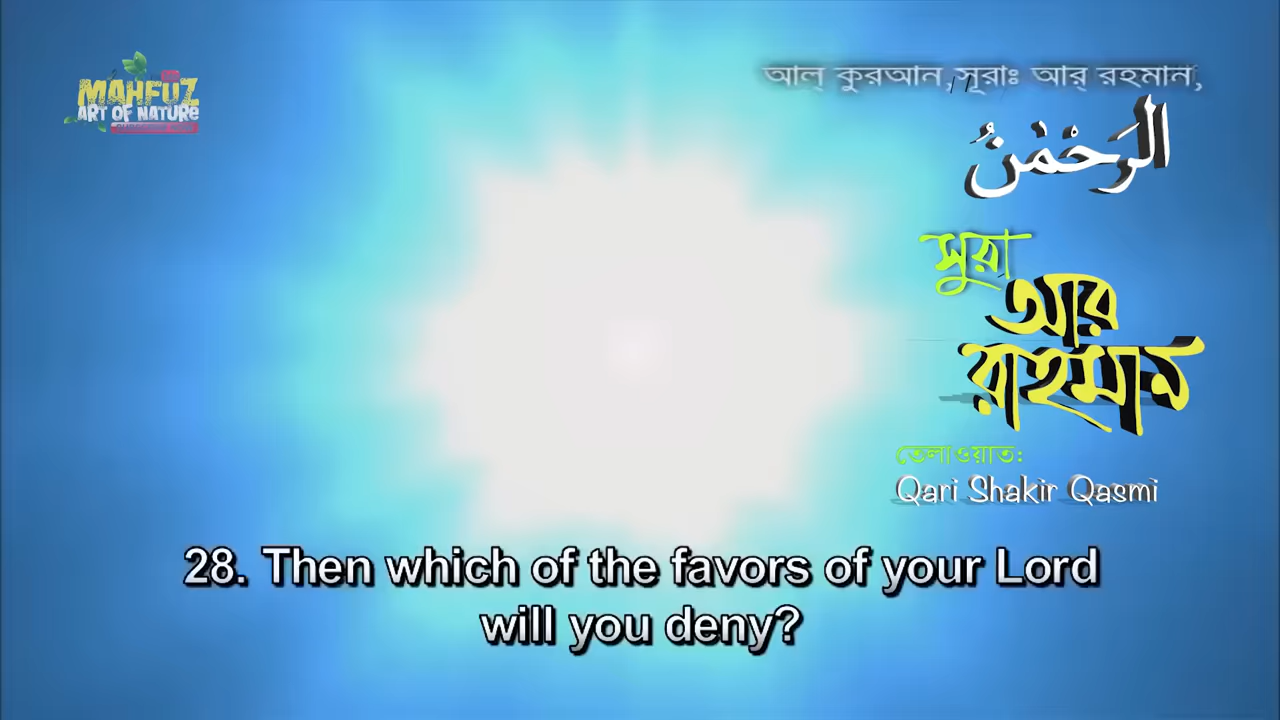 MAHFUZ
ART OF NATURe
আল্ কুরআন, সূরাঃ আর্ রহমান,
الرَحْمٰنُ
সুরা
আর
রাহমান
তেলাওয়াত:
Qari Shakir Qasmi
28. Then which of the favors of your Lord
will you deny?